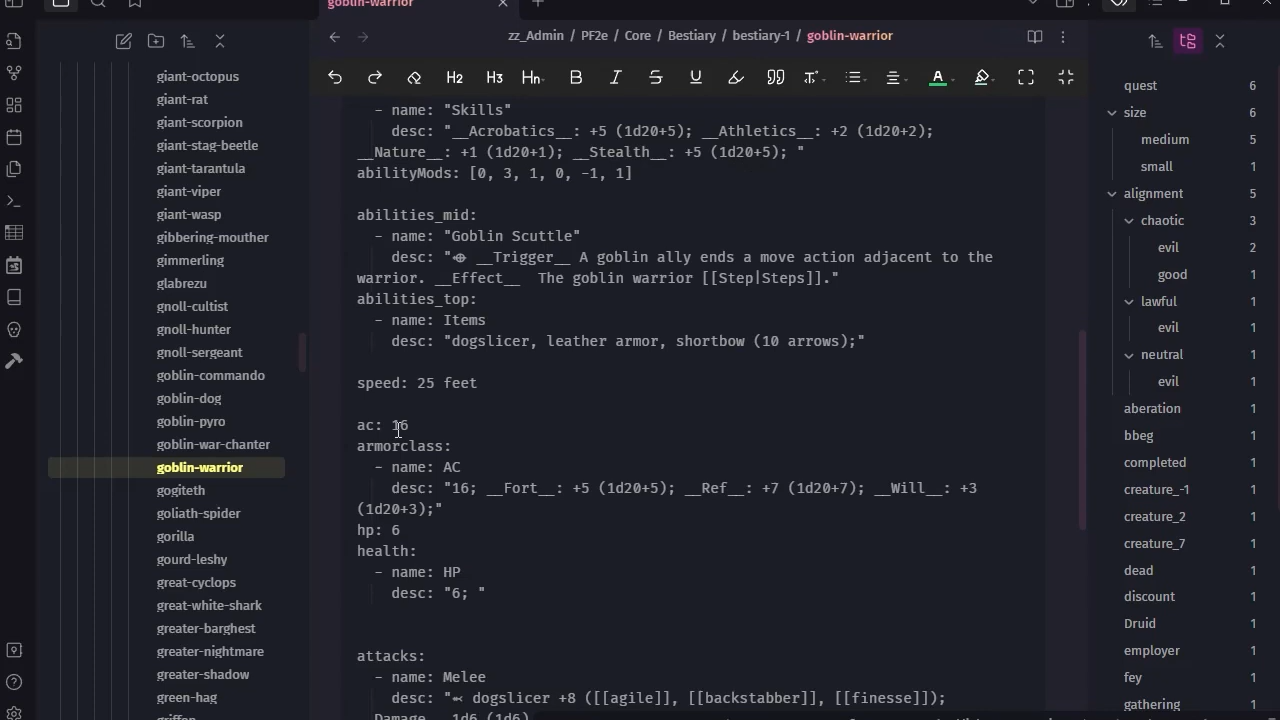 goblin-warrior
zz_Admin / PF2e / Core / Bestiary / bestiary-1 / goblin-warrior
H2 H3 Hn B I S U A
giant-octopus
giant-rat
giant-scorpion
giant-stag-beetle
giant-tarantula
giant-viper
giant-wasp
gibbering-mouther
gimmerling
glabrezu
gnoll-cultist
gnoll-hunter
gnoll-sergeant
goblin-commando
goblin-dog
goblin-pyro
goblin-war-chanter
goblin-warrior
gogiteth
goliath-spider
gorilla
gourd-leshy
great-cyclops
great-white-shark
greater-barghest
greater-nightmare
greater-shadow
green-hag
griffon
- name: "Skills"
desc: "__Acrobatics__: +5 (1d20+5); __Athletics__: +2 (1d20+2);
__Nature__: +1 (1d20+1); __Stealth__: +5 (1d20+5); "
abilityMods: [0, 3, 1, 0, -1, 1]
abilities_mid:
- name: "Goblin Scuttle"
desc: "⬲ __Trigger__ A goblin ally ends a move action adjacent to the
warrior. __Effect__  The goblin warrior [[Step|Steps]]."
abilities_top:
- name: Items
desc: "dogslicer, leather armor, shortbow (10 arrows);"
speed: 25 feet
ac: 16
armorclass:
- name: AC
desc: "16; __Fort__: +5 (1d20+5); __Ref__: +7 (1d20+7); __Will__: +3
(1d20+3);"
hp: 6
health:
- name: HP
desc: "6; "
attacks:
- name: Melee
desc: "⬻ dogslicer +8 ([[agile]], [[backstabber]], [[finesse]]);
__Damage__ 1d6 (1d6)
quest 6
size 6
medium 5
small 1
alignment 5
chaotic 3
evil 2
good 1
lawful 1
evil 1
neutral 1
evil 1
aberation 1
bbeg 1
completed 1
creature_-1 1
creature_2 1
creature_7 1
dead 1
discount 1
Druid 1
employer 1
fey 1
gathering 1